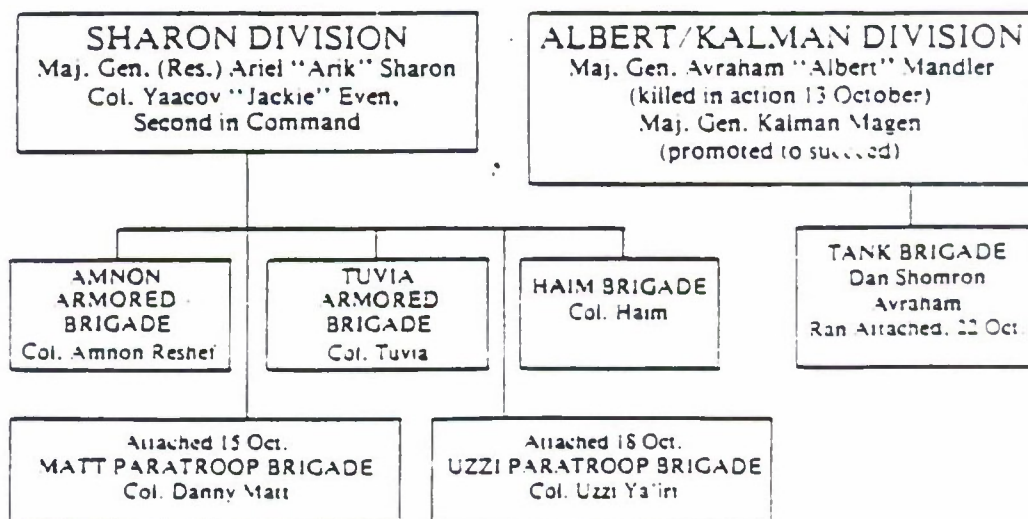 SHARON DIVISION
Maj. Gen. (Res.) Ariel "Arik" Sharon
Col. Yaacov "Jackie" Even,
Second in Command
ALBERT/KALMAN DIVISION
Maj. Gen. Avraham "Albert" Mandler
(killed in action 13 October)
Maj. Gen. Kalman Magen
(promoted to succeed)
AMNON
ARMORED
BRIGADE
Col. Amnon Reshef
TUVIA
ARMORED
BRIGADE
Col. Tuvia
HAIM BRIGADE
Col. Haim
TANK BRIGADE
Dan Shomron
Avraham
Ran Attached, 22 Oct.
Attached 15 Oct.
MATT PARATROOP BRIGADE
Col. Danny Matt
Attached 18 Oct.
UZZI PARATROOP BRIGADE
Col. Uzzi Ya'iri